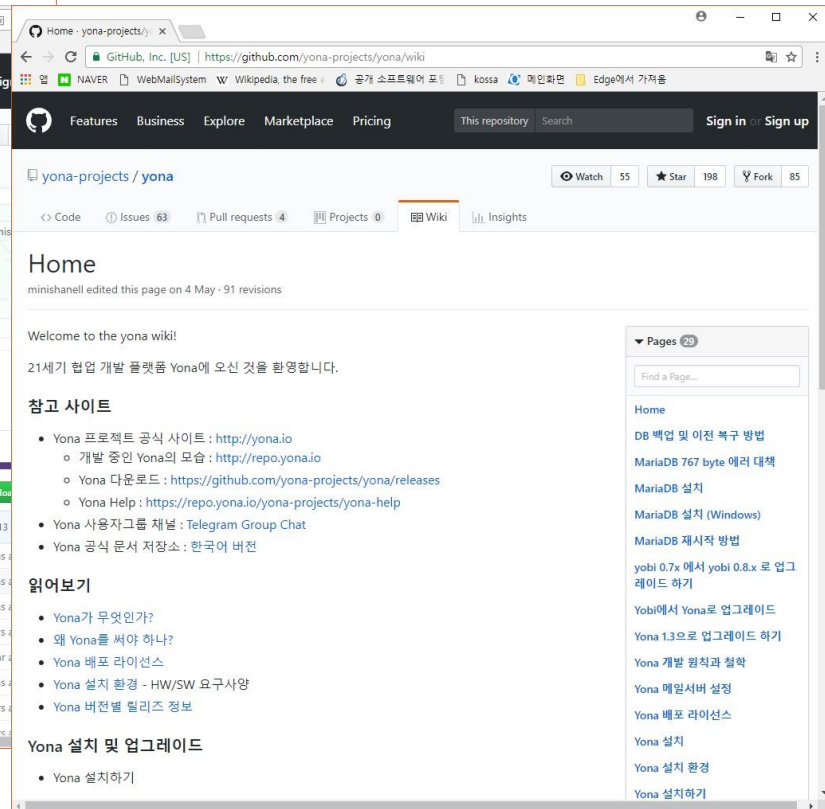 Home · yona-projects/y
GitHub, Inc. [US] | https://github.com/yona-projects/yona/wiki
앱 NAVER WebMailSystem Wikipedia, the free 공개 소프트웨어 포털 kossa 메인화면 Edge에서 가져옴
Features Business Explore Marketplace Pricing This repository Search Sign in or Sign up
yona-projects / yona Watch 55 Star 198 Fork 85
Code Issues 63 Pull requests 4 Projects 0 Wiki Insights
Home
minishanell edited this page on 4 May · 91 revisions
Welcome to the yona wiki!
21세기 협업 개발 플랫폼 Yona에 오신 것을 환영합니다.
참고 사이트
Yona 프로젝트 공식 사이트 : http://yona.io
개발 중인 Yona의 모습 : http://repo.yona.io
Yona 다운로드 : https://github.com/yona-projects/yona/releases
Yona Help : https://repo.yona.io/yona-projects/yona-help
Yona 사용자그룹 채널 : Telegram Group Chat
Yona 공식 문서 저장소 : 한국어 버전
읽어보기
Yona가 무엇인가?
왜 Yona를 써야 하나?
Yona 배포 라이선스
Yona 설치 환경 - HW/SW 요구사양
Yona 버전별 릴리즈 정보
Yona 설치 및 업그레이드
Yona 설치하기
Pages 29
Find a Page...
Home
DB 백업 및 이전 복구 방법
MariaDB 767 byte 에러 대책
MariaDB 설치
MariaDB 설치 (Windows)
MariaDB 재시작 방법
yobi 0.7x 에서 yobi 0.8.x 로 업그
레이드 하기
Yobi에서 Yona로 업그레이드
Yona 1.3으로 업그레이드 하기
Yona 개발 원칙과 철학
Yona 메일서버 설정
Yona 배포 라이선스
Yona 설치
Yona 설치 환경
Yona 설치하기